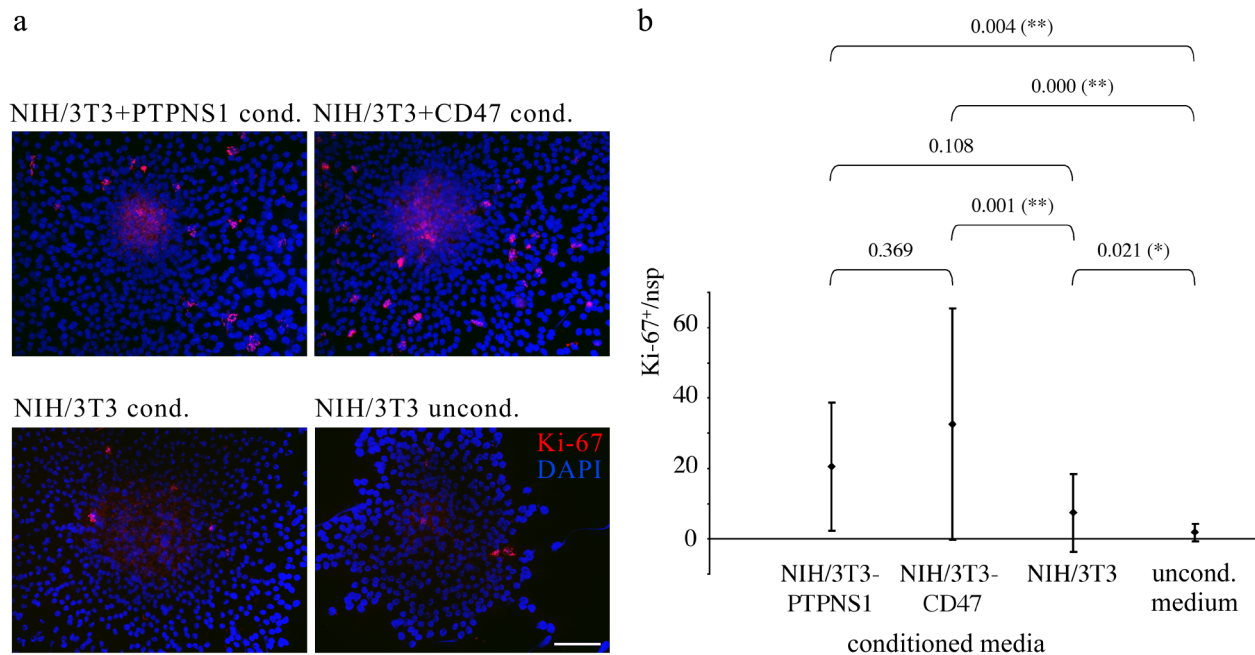 a
NIH/3T3+PTPNS1 cond.
NIH/3T3+CD47 cond.
NIH/3T3 cond.
NIH/3T3 uncond.
Ki-67
DAPI
b
0.004 (**)
0.000 (**)
0.108
0.001 (**)
0.369
0.021 (*)
Ki-67+/nsp
60
40
20
0
NIH/3T3-
PTPNS1
NIH/3T3-
CD47
NIH/3T3
uncond.
medium
conditioned media